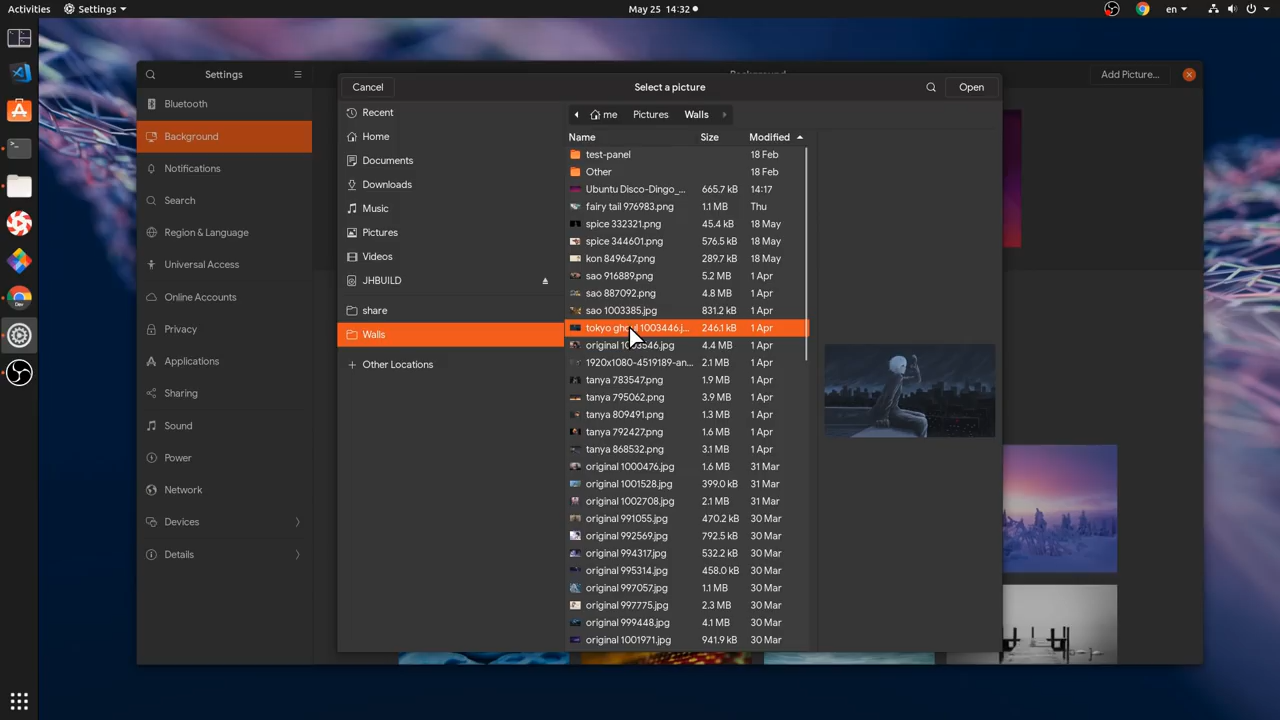 Activities Settings May 25 14:32 en
Settings Background Add Picture...
Bluetooth
Background
Notifications
Search
Region & Language
Universal Access
Online Accounts
Privacy
Applications
Sharing
Sound
Power
Network
Devices
Details
Cancel Select a picture Open
Recent
Home
Documents
Downloads
Music
Pictures
Videos
JHBUILD
share
Walls
Other Locations
me Pictures Walls
Name Size Modified
test-panel 18 Feb
Other 18 Feb
Ubuntu Disco-Dingo_... 665.7 kB 14:17
fairy tail 976983.png 1.1 MB Thu
spice 332321.png 45.4 kB 18 May
spice 344601.png 576.5 kB 18 May
kon 849647.png 289.7 kB 18 May
sao 916889.png 5.2 MB 1 Apr
sao 887092.png 4.8 MB 1 Apr
sao 1003385.jpg 831.2 kB 1 Apr
tokyo ghoul 1003446.j... 246.1 kB 1 Apr
original 1003546.jpg 4.4 MB 1 Apr
1920x1080-4519189-an... 2.1 MB 1 Apr
tanya 783547.png 1.9 MB 1 Apr
tanya 795062.png 3.9 MB 1 Apr
tanya 809491.png 1.3 MB 1 Apr
tanya 792427.png 1.6 MB 1 Apr
tanya 868532.png 3.1 MB 1 Apr
original 1000476.jpg 1.6 MB 31 Mar
original 1001528.jpg 399.0 kB 31 Mar
original 1002708.jpg 2.1 MB 31 Mar
original 991055.jpg 470.2 kB 30 Mar
original 992569.jpg 792.5 kB 30 Mar
original 994317.jpg 532.2 kB 30 Mar
original 995314.jpg 458.0 kB 30 Mar
original 997057.jpg 1.1 MB 30 Mar
original 997775.jpg 2.3 MB 30 Mar
original 999448.jpg 4.1 MB 30 Mar
original 1001971.jpg 941.9 kB 30 Mar